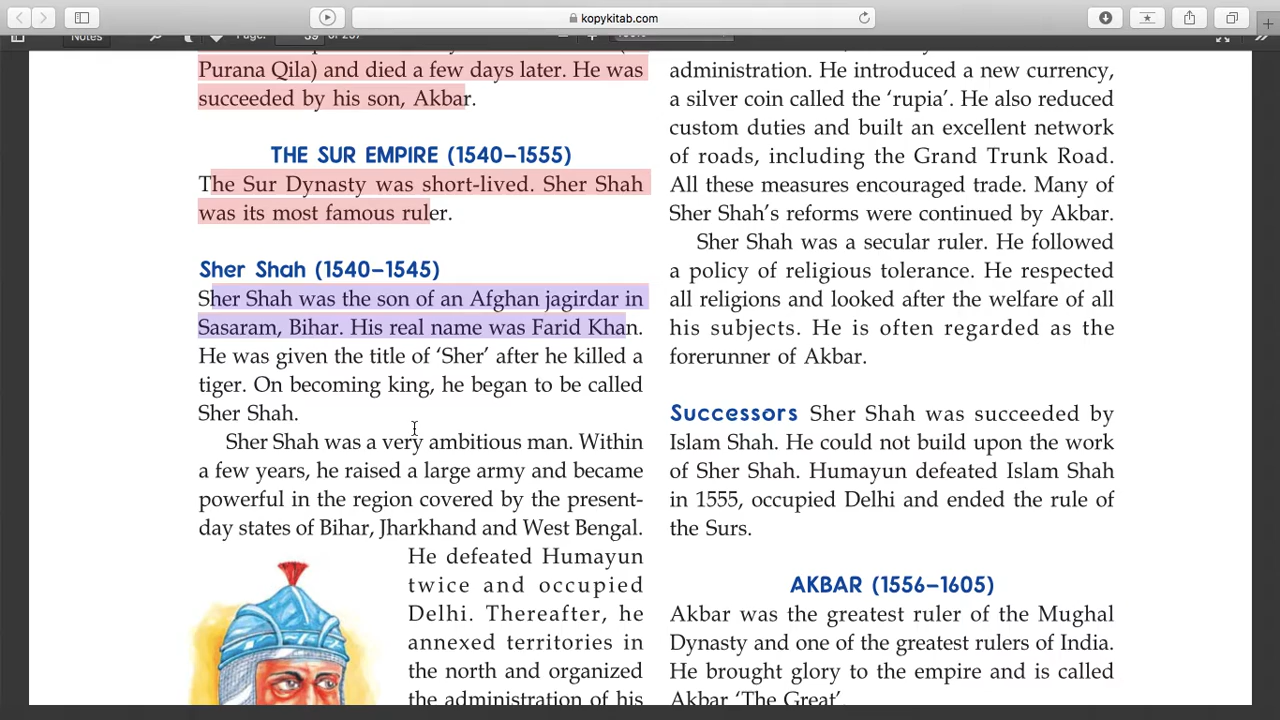 kopykitab.com
Notes
Page:
39 of 237
Purana Qila) and died a few days later. He was
succeeded by his son, Akbar.
THE SUR EMPIRE (1540–1555)
The Sur Dynasty was short-lived. Sher Shah
was its most famous ruler.
Sher Shah (1540–1545)
Sher Shah was the son of an Afghan jagirdar in
Sasaram, Bihar. His real name was Farid Khan.
He was given the title of ‘Sher’ after he killed a
tiger. On becoming king, he began to be called
Sher Shah.
Sher Shah was a very ambitious man. Within
a few years, he raised a large army and became
powerful in the region covered by the present-
day states of Bihar, Jharkhand and West Bengal.
He defeated Humayun
twice and occupied
Delhi. Thereafter, he
annexed territories in
the north and organized
the administration of his
administration. He introduced a new currency,
a silver coin called the ‘rupia’. He also reduced
custom duties and built an excellent network
of roads, including the Grand Trunk Road.
All these measures encouraged trade. Many of
Sher Shah’s reforms were continued by Akbar.
Sher Shah was a secular ruler. He followed
a policy of religious tolerance. He respected
all religions and looked after the welfare of all
his subjects. He is often regarded as the
forerunner of Akbar.
Successors Sher Shah was succeeded by
Islam Shah. He could not build upon the work
of Sher Shah. Humayun defeated Islam Shah
in 1555, occupied Delhi and ended the rule of
the Surs.
AKBAR (1556–1605)
Akbar was the greatest ruler of the Mughal
Dynasty and one of the greatest rulers of India.
He brought glory to the empire and is called
Akbar ‘The Great’.